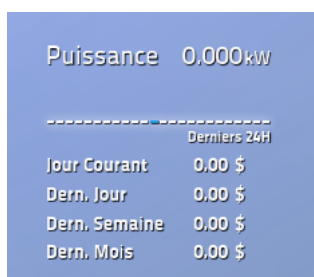 Puissance 0.000kW
Derniers 24H
Jour Courant 0.00 $
Dern. Jour 0.00 $
Dern. Semaine 0.00 $
Dern. Mois 0.00 $